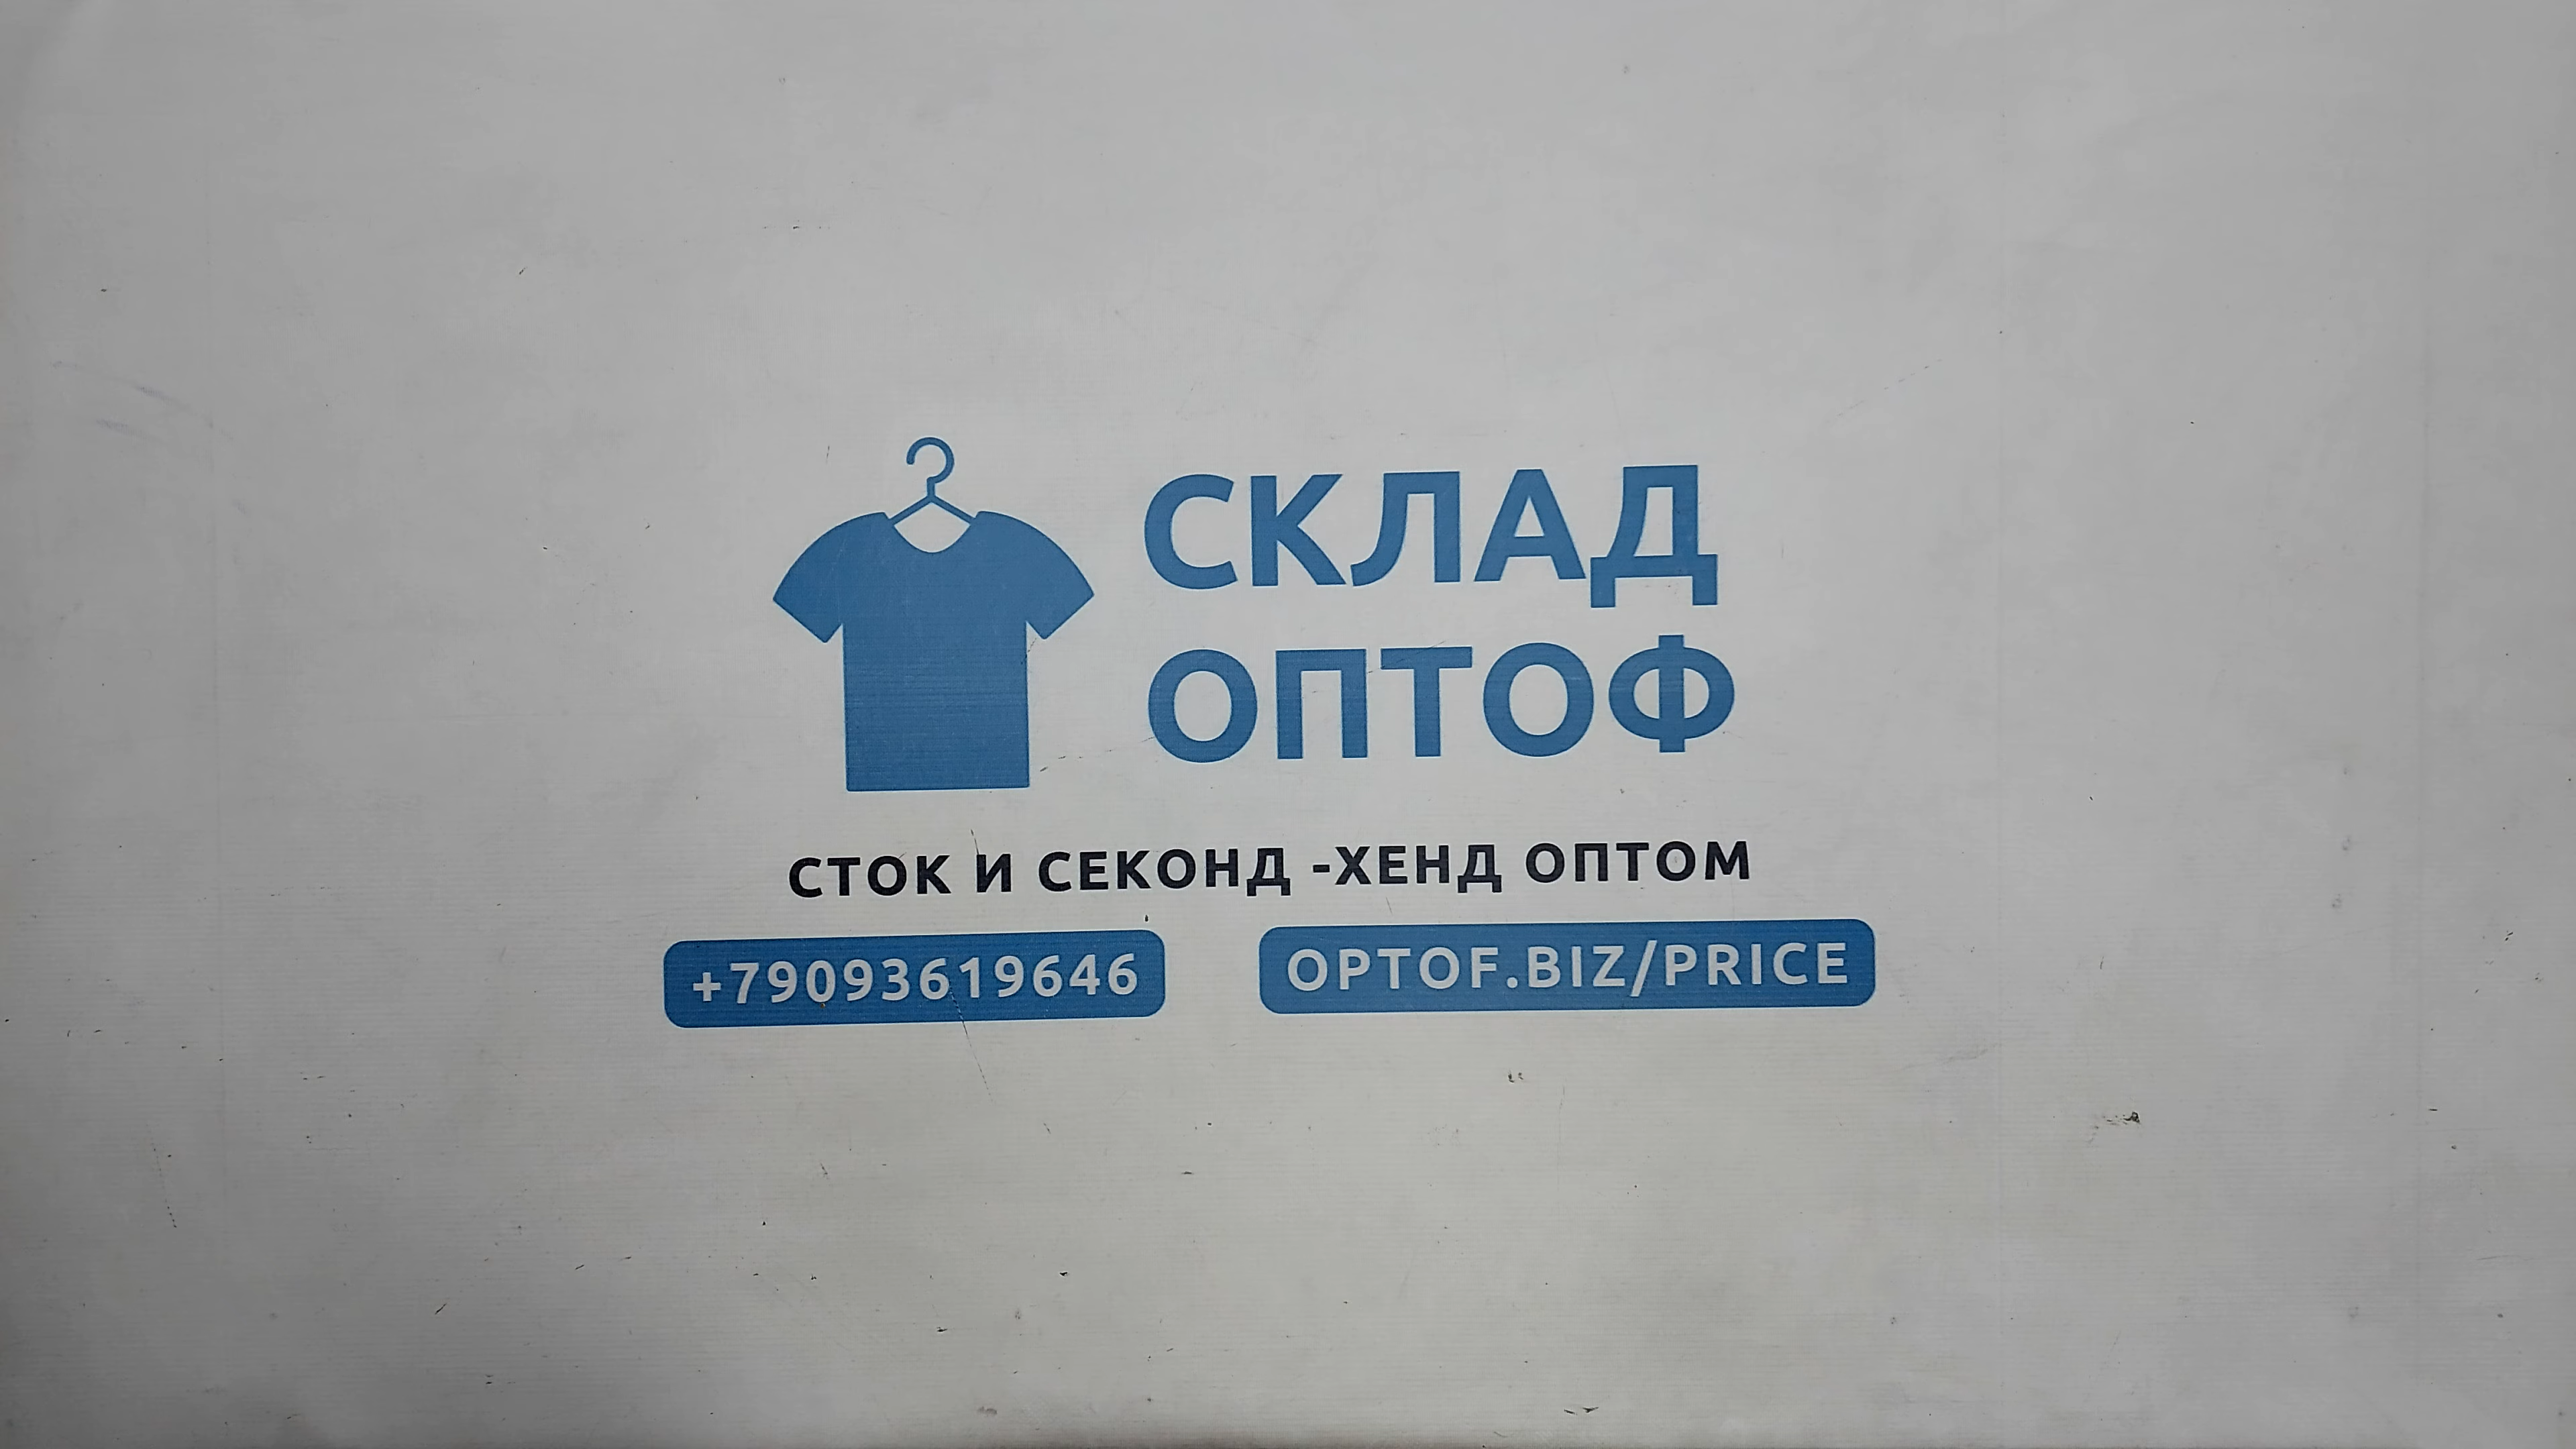 СКЛАД
ОПТОФ
СТОК И СЕКОНД -ХЕНД ОПТОМ
+79093619646
OPTOF.BIZ/PRICE